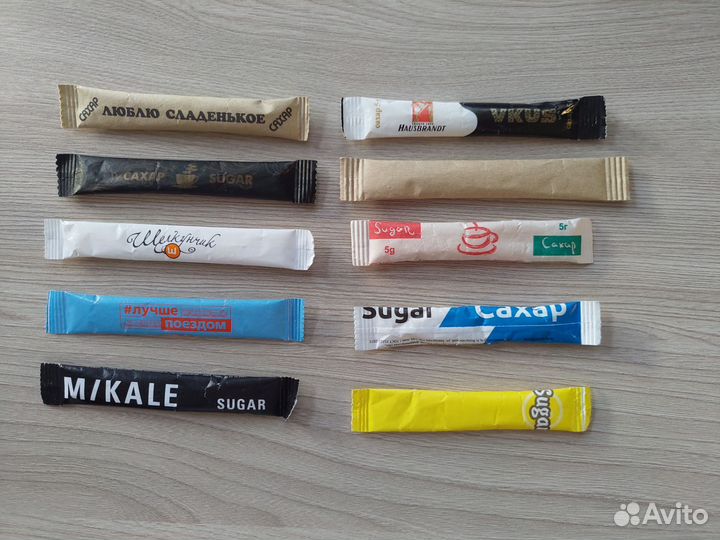 САХАР ЛЮБЛЮ СЛАДЕНЬКОЕ САХАР
САХАР SUGAR
Щелкунчик
Ш
#лучше
поездом
M/KALE SUGAR
HAUSBRANDT VKUS
Sugar 5г
5g Сахар
Sugar Сахар
Sugar
Avito